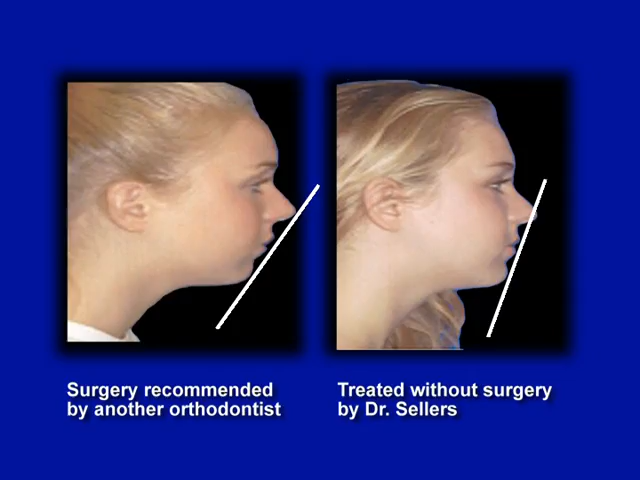 Surgery recommended
by another orthodontist
Treated without surgery
by Dr. Sellers